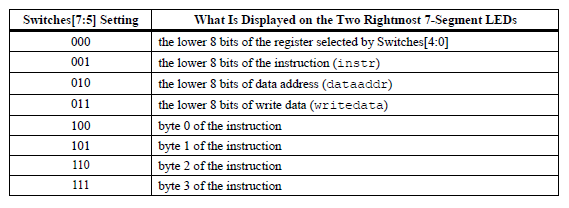 Switches[7:5] Setting What Is Displayed on the Two Rightmost 7-Segment LEDs
000 the lower 8 bits of the register selected by Switches[4:0]
001 the lower 8 bits of the instruction (instr)
010 the lower 8 bits of data address (dataaddr)
011 the lower 8 bits of write data (writedata)
100 byte 0 of the instruction
101 byte 1 of the instruction
110 byte 2 of the instruction
111 byte 3 of the instruction